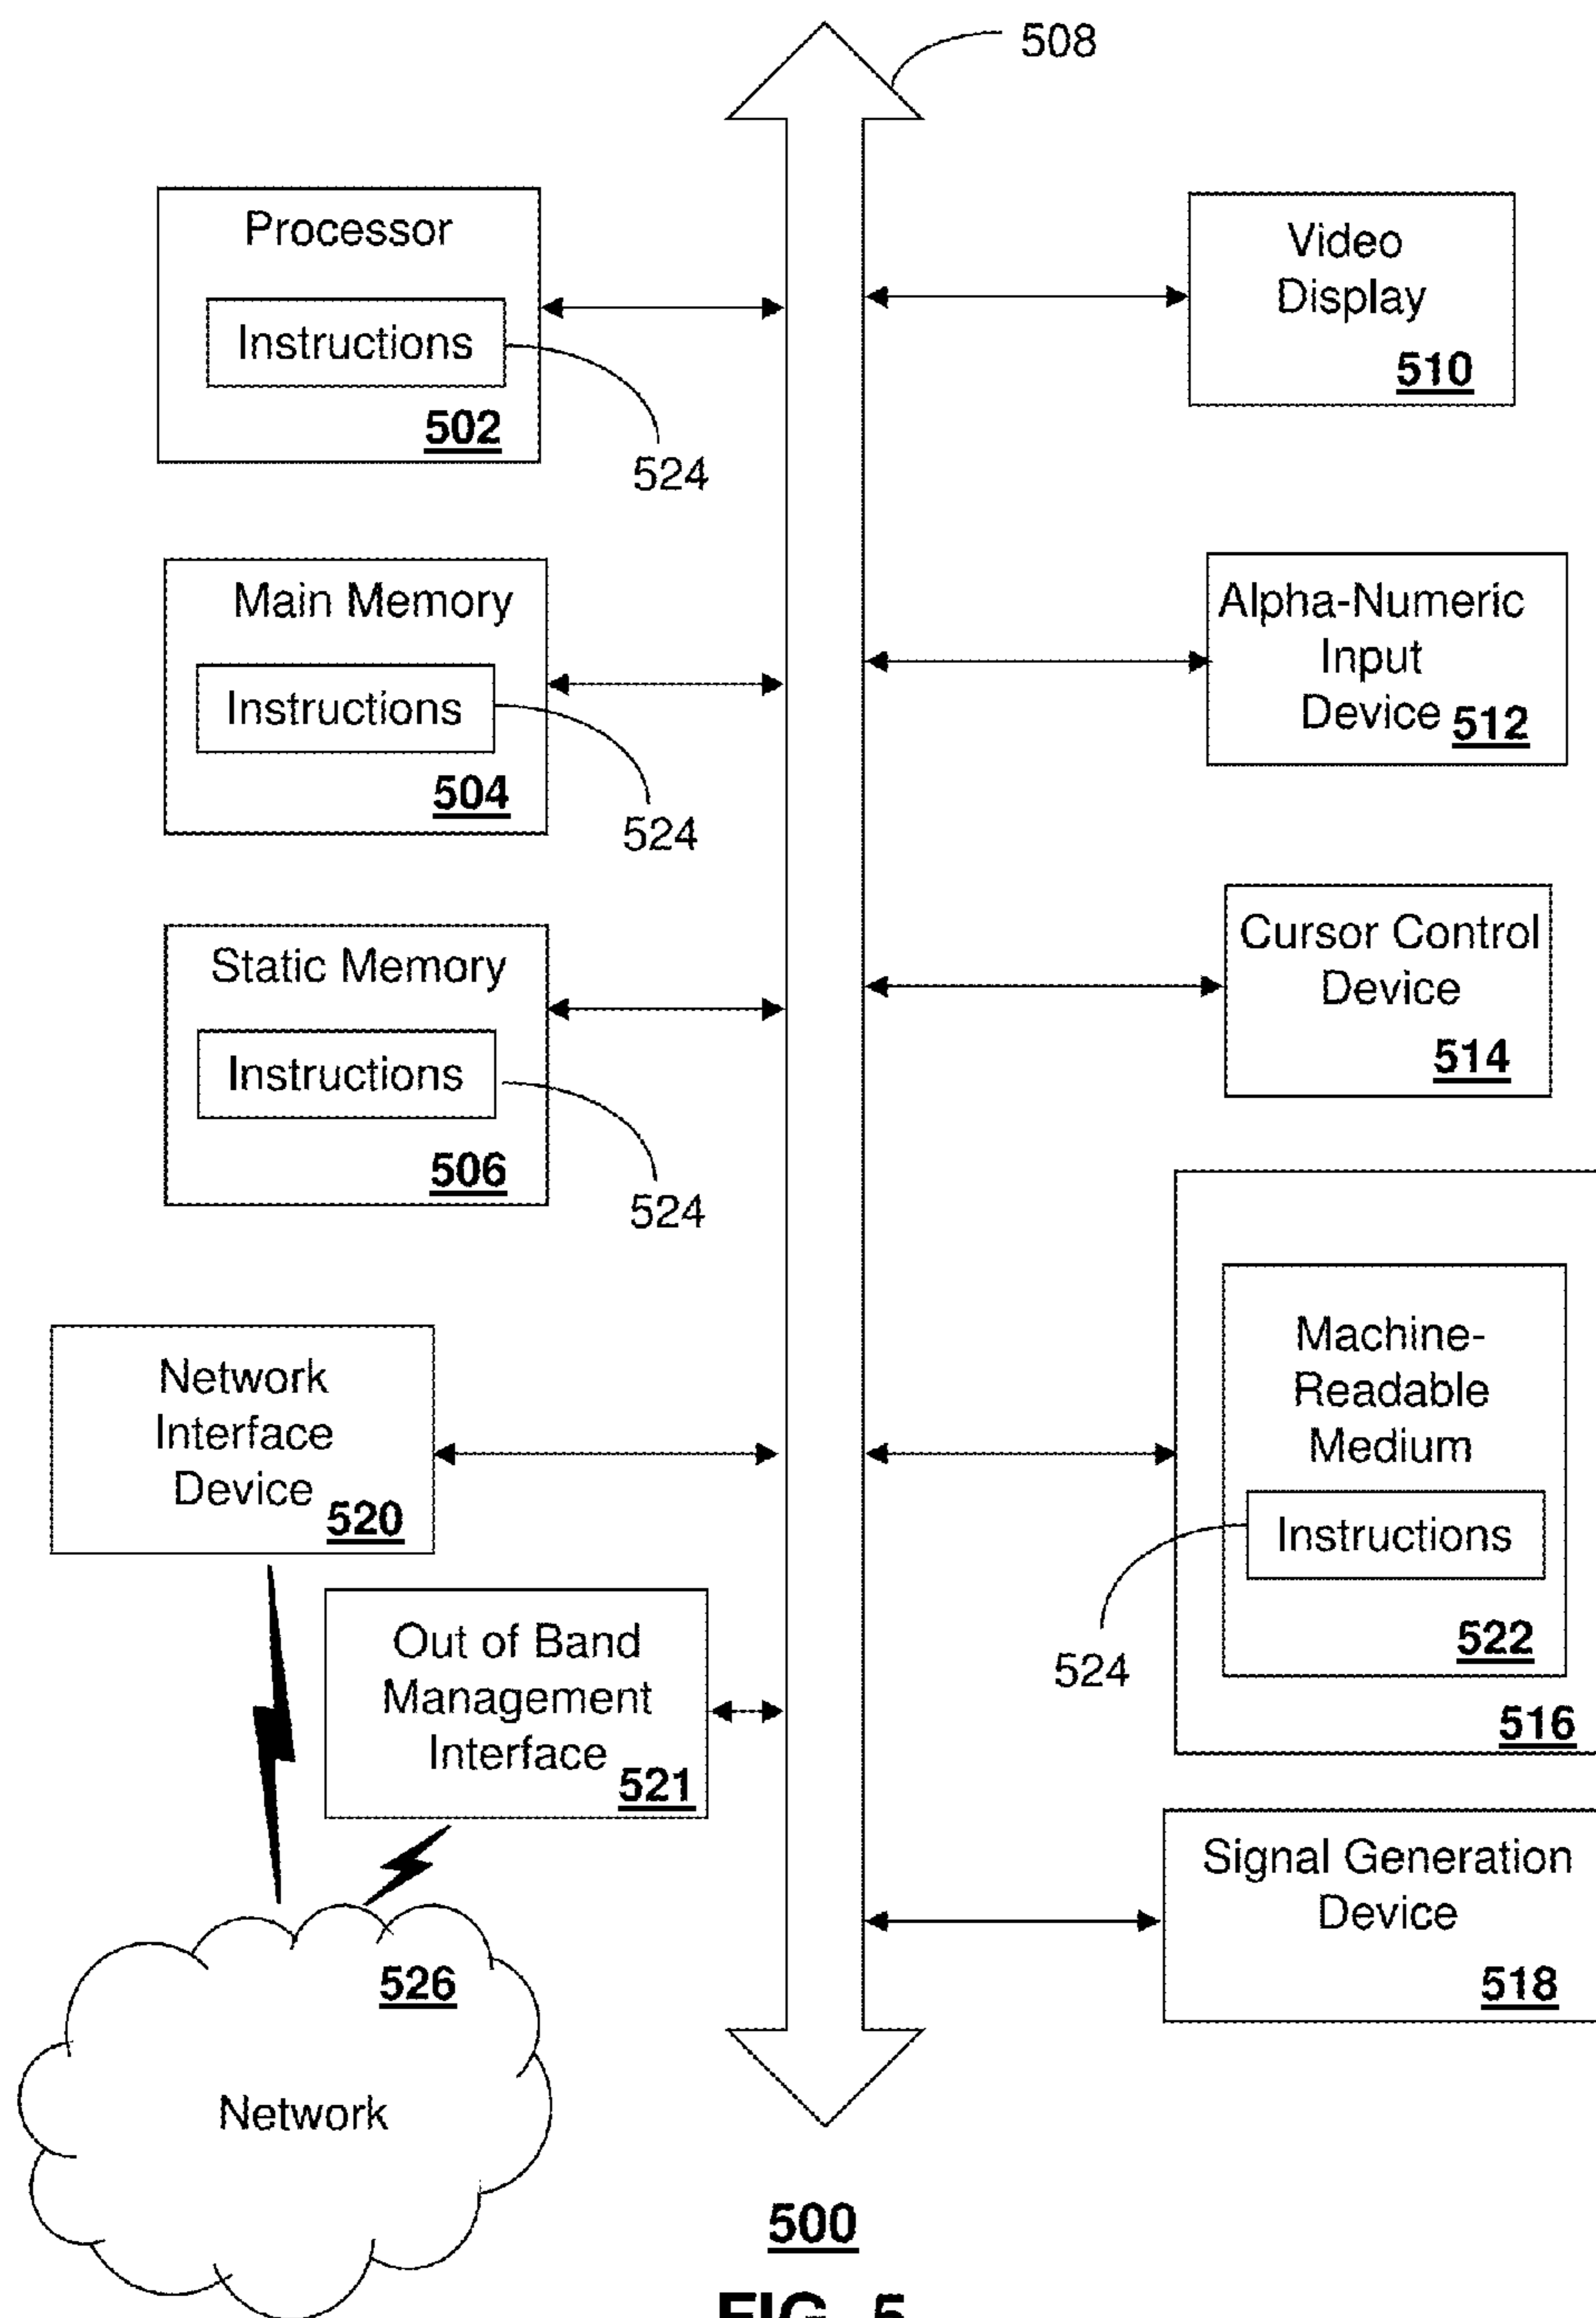 508
Processor
Instructions
502
524
Main Memory
Instructions
504
524
Static Memory
Instructions
506
524
Network
Interface
Device
520
Out of Band
Management
Interface
521
526
Network
Video
Display
510
Alpha-Numeric
Input
Device 512
Cursor Control
Device
514
Machine-
Readable
Medium
Instructions
522
524
516
Signal Generation
Device
518
500
FIG. 5